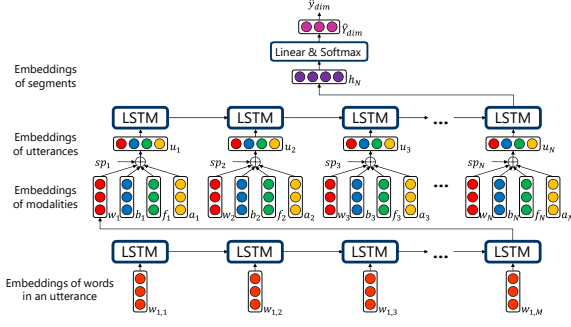 ÿ_dim
Ŷ_dim
Linear & Softmax
Embeddings
of segments
h_N
LSTM LSTM LSTM ... LSTM
Embeddings
of utterances
u_1 u_2 u_3 u_N
sp_1 sp_2 sp_3 sp_N
Embeddings
of modalities
...
w_1 b_1 f_1 a_1 w_2 b_2 f_2 a_2 w_3 b_3 f_3 a_3 w_N b_N f_N a_N
LSTM LSTM LSTM ... LSTM
Embeddings of words
in an utterance
w_1,1 w_1,2 w_1,3 w_1,M